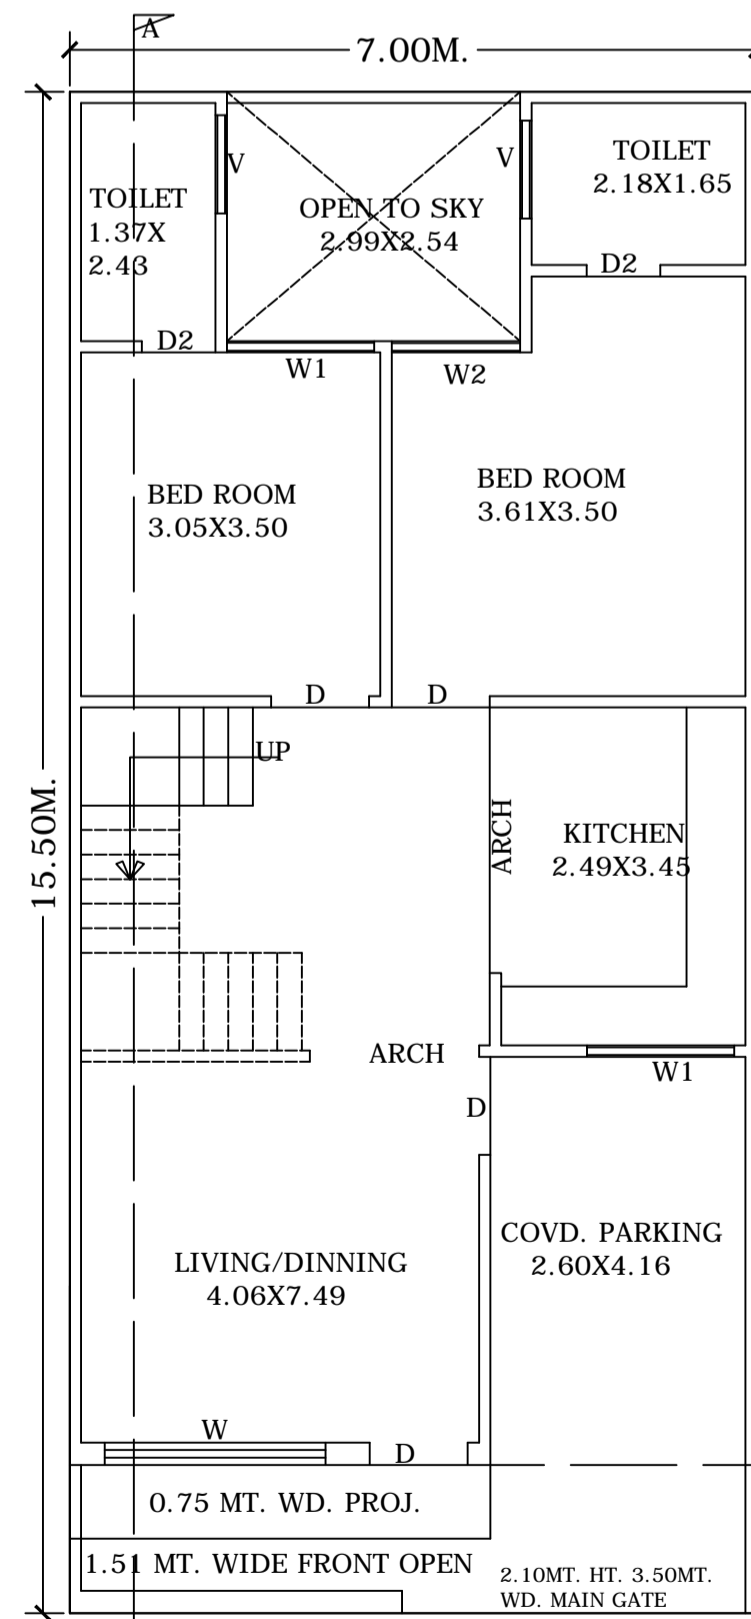 A
7.00M.
V
V
TOILET
2.18X1.65
TOILET
1.37X
2.43
OPEN TO SKY
2.99X2.54
D2
D2
W1
W2
BED ROOM
3.05X3.50
BED ROOM
3.61X3.50
D
D
UP
ARCH
KITCHEN
2.49X3.45
15.50M.
ARCH
W1
D
COVD. PARKING
2.60X4.16
LIVING/DINNING
4.06X7.49
W
D
0.75 MT. WD. PROJ.
1.51 MT. WIDE FRONT OPEN
2.10MT. HT. 3.50MT.
WD. MAIN GATE